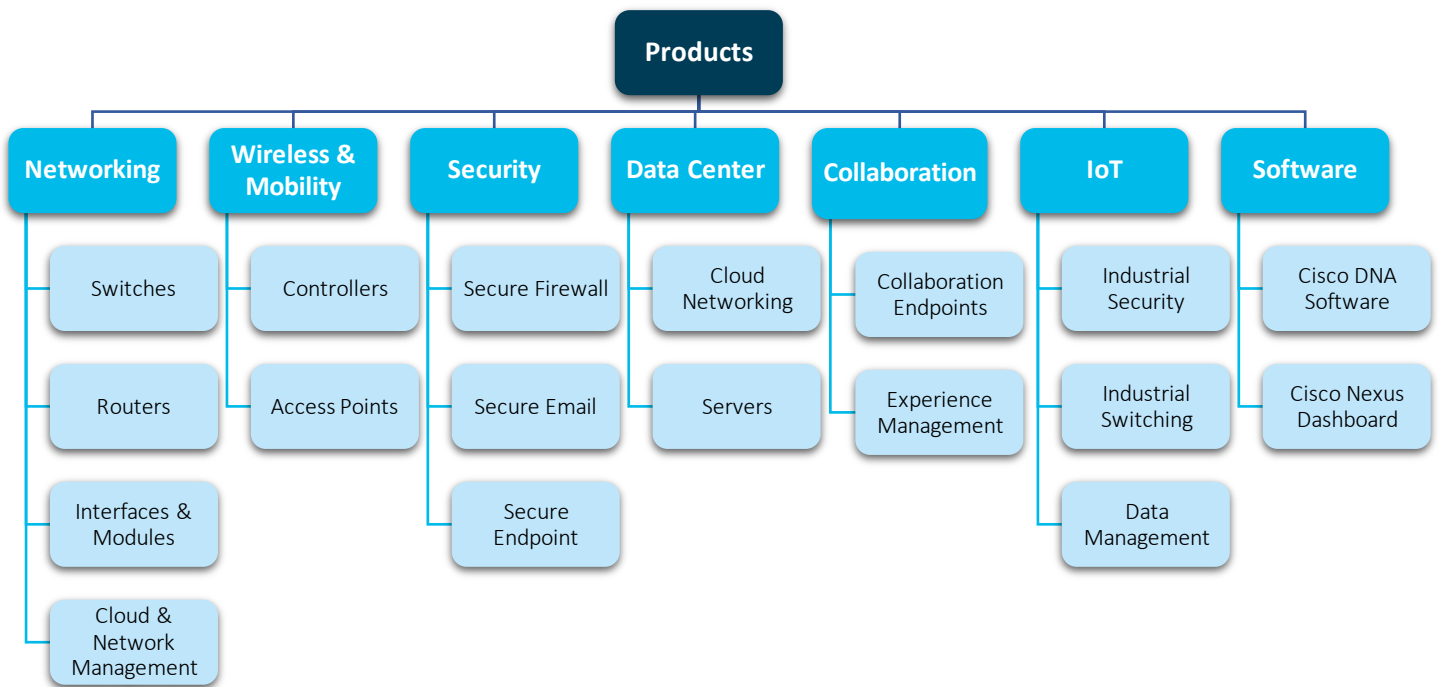 Products
Networking
Wireless &
Mobility
Security
Data Center
Collaboration
IoT
Software
Switches
Routers
Interfaces &
Modules
Cloud &
Network
Management
Controllers
Access Points
Secure Firewall
Secure Email
Secure
Endpoint
Cloud
Networking
Servers
Collaboration
Endpoints
Experience
Management
Industrial
Security
Industrial
Switching
Data
Management
Cisco DNA
Software
Cisco Nexus
Dashboard